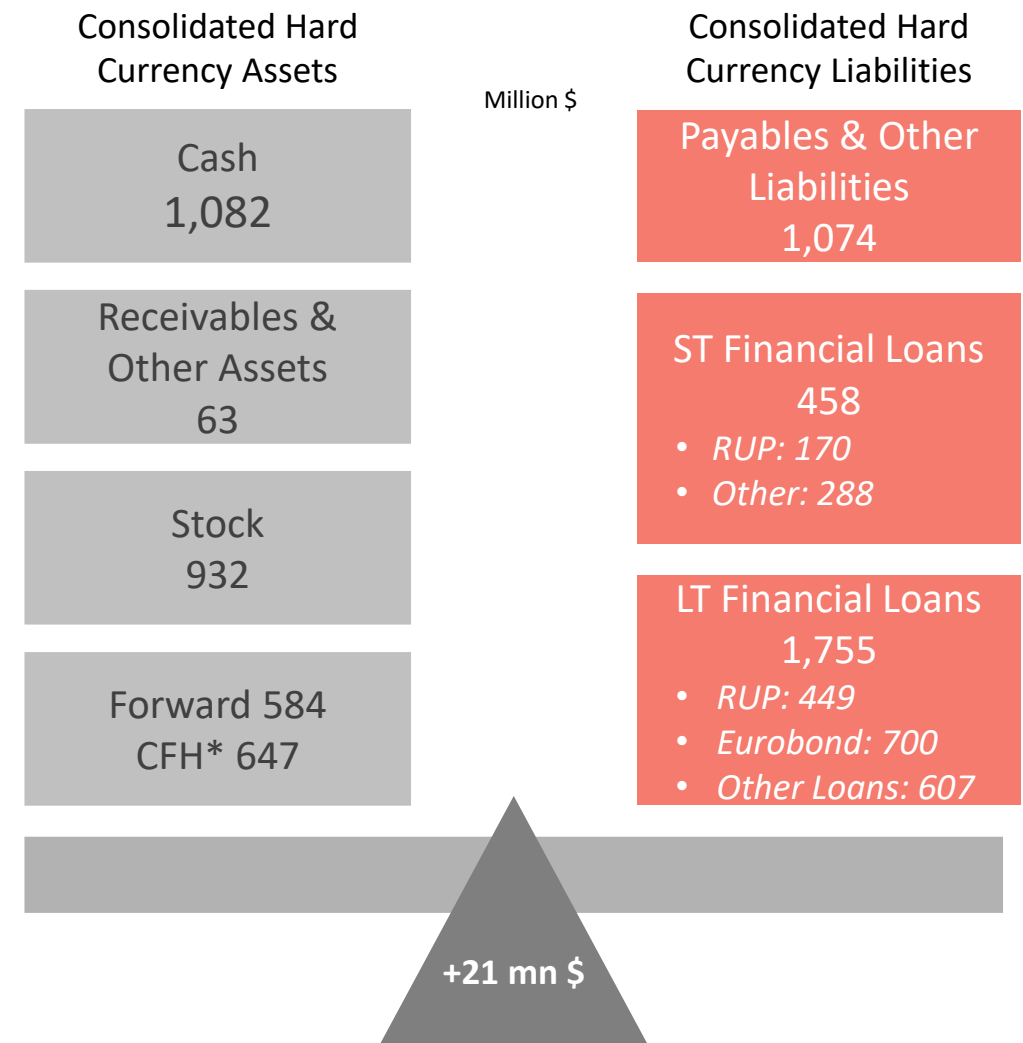 Consolidated Hard
Currency Assets
Million $
Consolidated Hard
Currency Liabilities
Cash
1,082
Receivables &
Other Assets
63
Stock
932
Forward 584
CFH* 647
Payables & Other
Liabilities
1,074
ST Financial Loans
458
• RUP: 170
• Other: 288
LT Financial Loans
1,755
• RUP: 449
• Eurobond: 700
• Other Loans: 607
+21 mn $